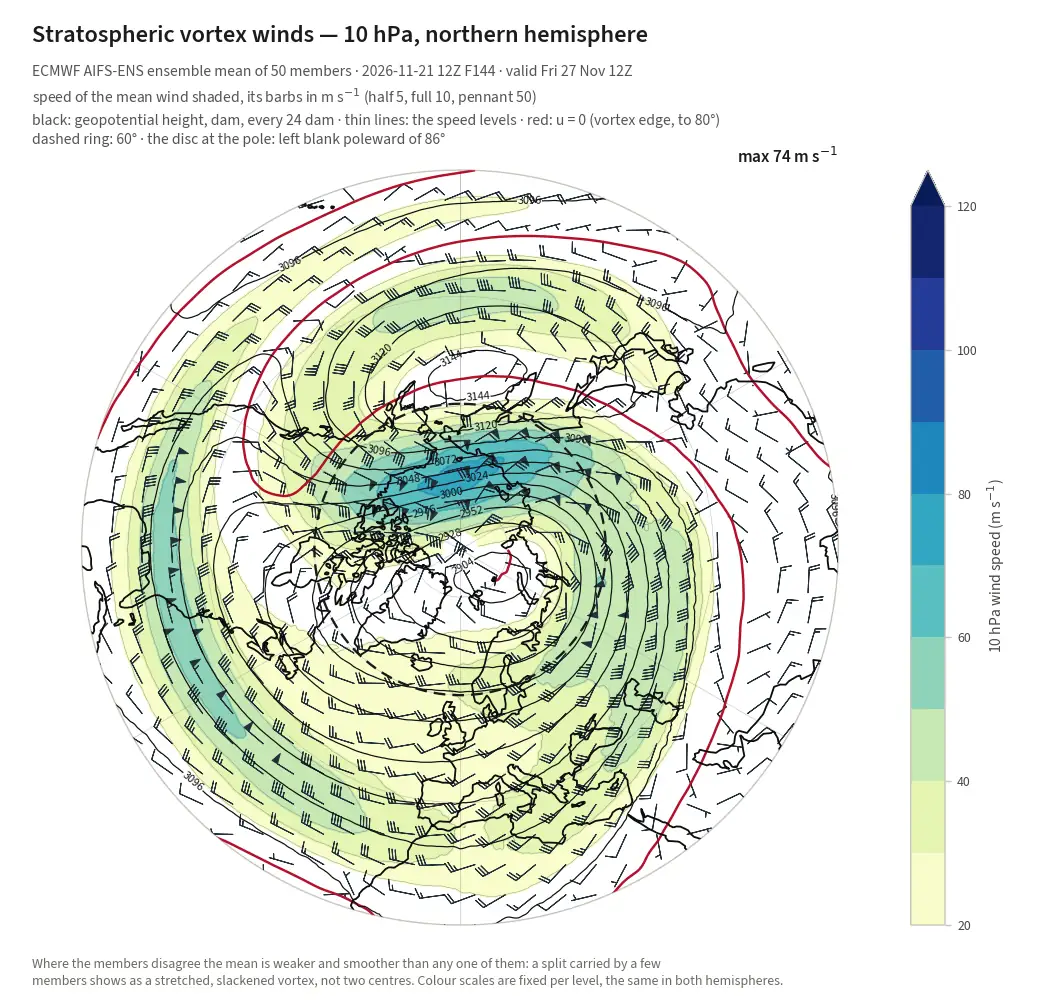 Stratospheric vortex winds — 10 hPa, northern hemisphere
ECMWF AIFS-ENS ensemble mean of 50 members · 2026-11-21 12Z F144 · valid Fri 27 Nov 12Z
speed of the mean wind shaded, its barbs in m s⁻¹ (half 5, full 10, pennant 50)
black: geopotential height, dam, every 24 dam · thin lines: the speed levels · red: u = 0 (vortex edge, to 80°)
dashed ring: 60° · the disc at the pole: left blank poleward of 86°
max 74 m s⁻¹
3096
3096
3096
3120
3144
3144
3120
3096
3096
3072
3048
3024
3000
2952
2928
2904
3096
120
100
80
60
40
20
10 hPa wind speed (m s⁻¹)
Where the members disagree the mean is weaker and smoother than any one of them: a split carried by a few
members shows as a stretched, slackened vortex, not two centres. Colour scales are fixed per level, the same in both hemispheres.